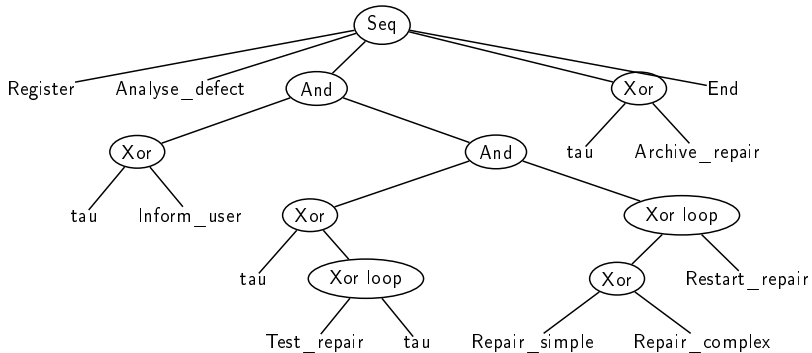 Seq
Register Analyse_defect And Xor End
Xor And tau Archive_repair
tau Inform_user Xor Xor loop
tau Xor loop Xor Restart_repair
Test_repair tau Repair_simple Repair_complex